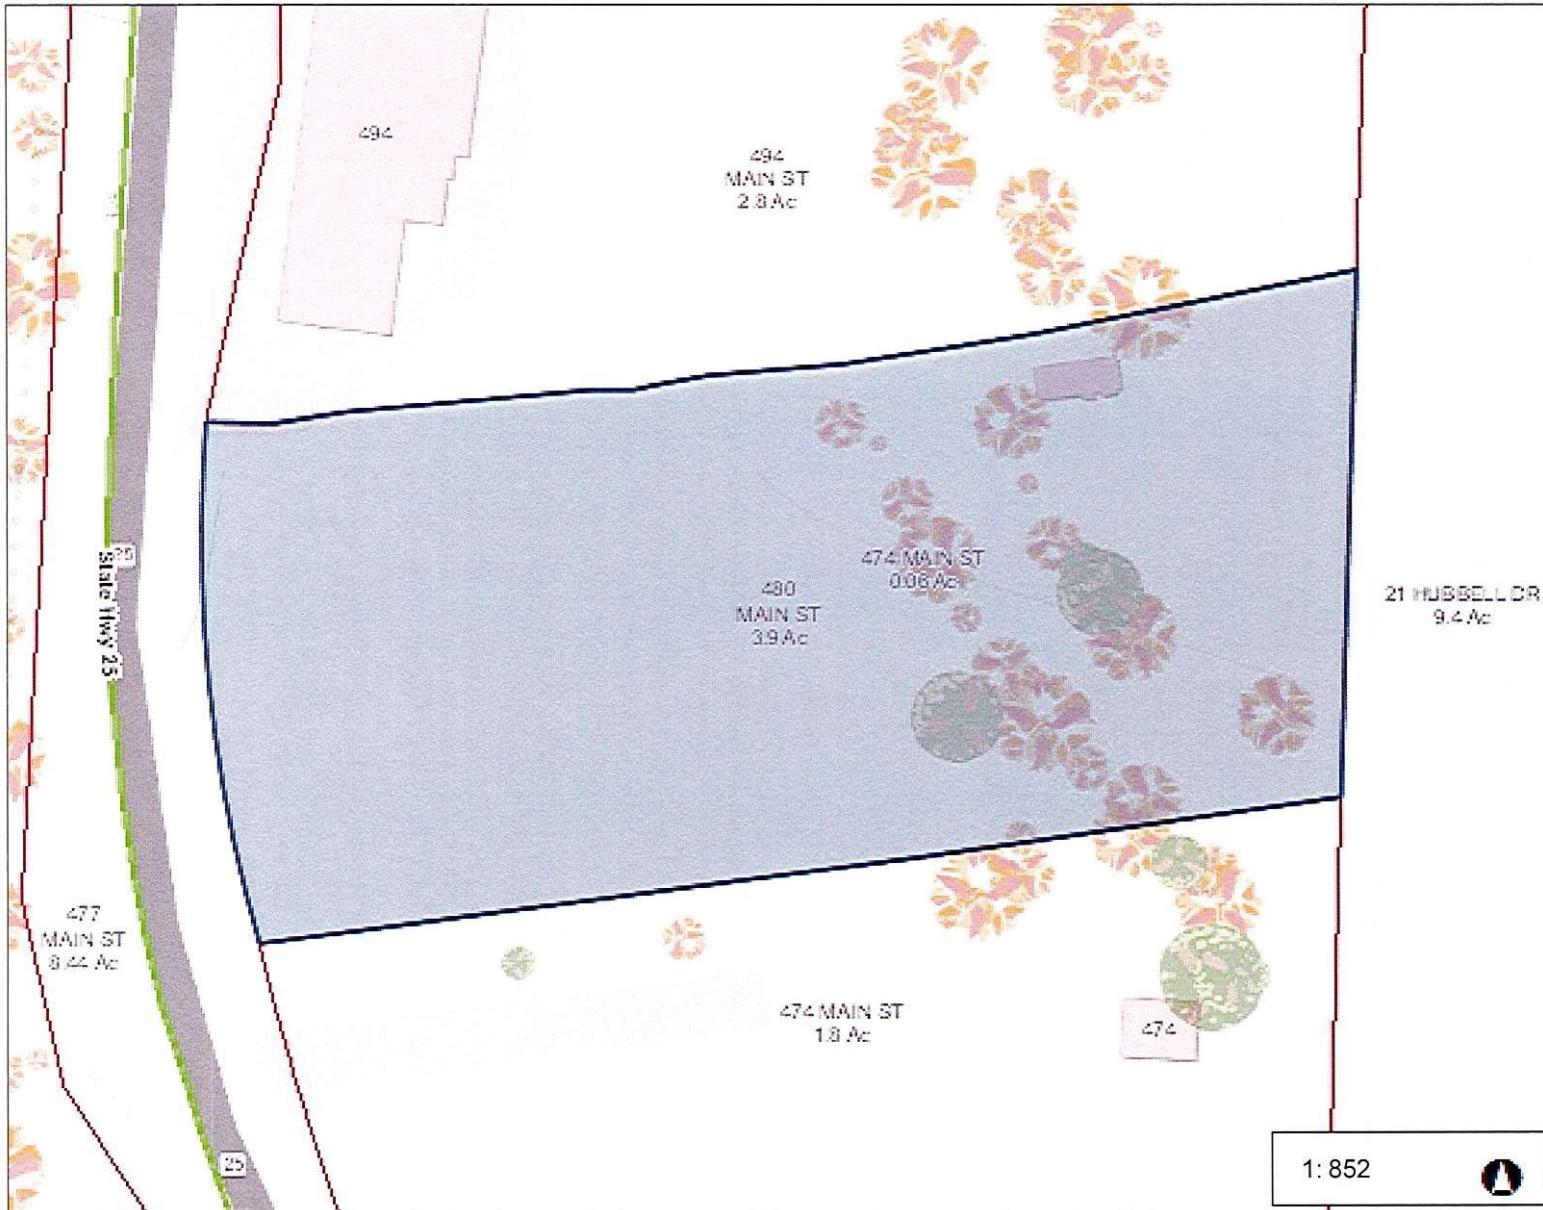 494
494
MAIN ST
2.8 Ac
25
State Hwy 25
474 MAIN ST
0.06 Ac
480
MAIN ST
3.9 Ac
21 HUBBELL DR
9.4 Ac
477
MAIN ST
8.44 Ac
474 MAIN ST
1.8 Ac
474
25
1: 852